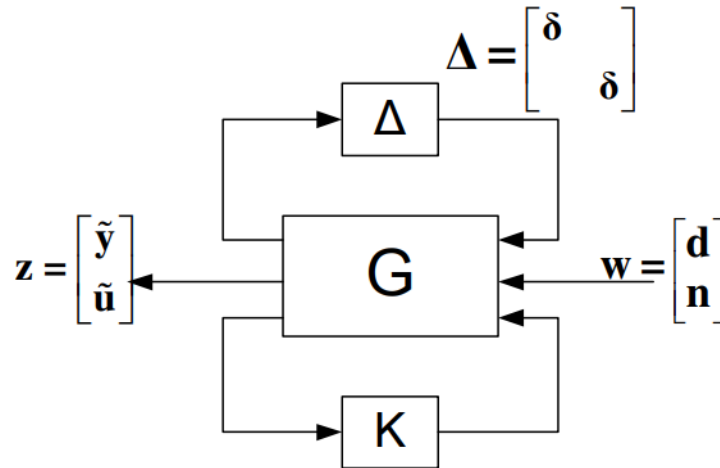 Δ = [δ
δ]
Δ
z = [ỹ
ũ]
G
w = [d
n]
K